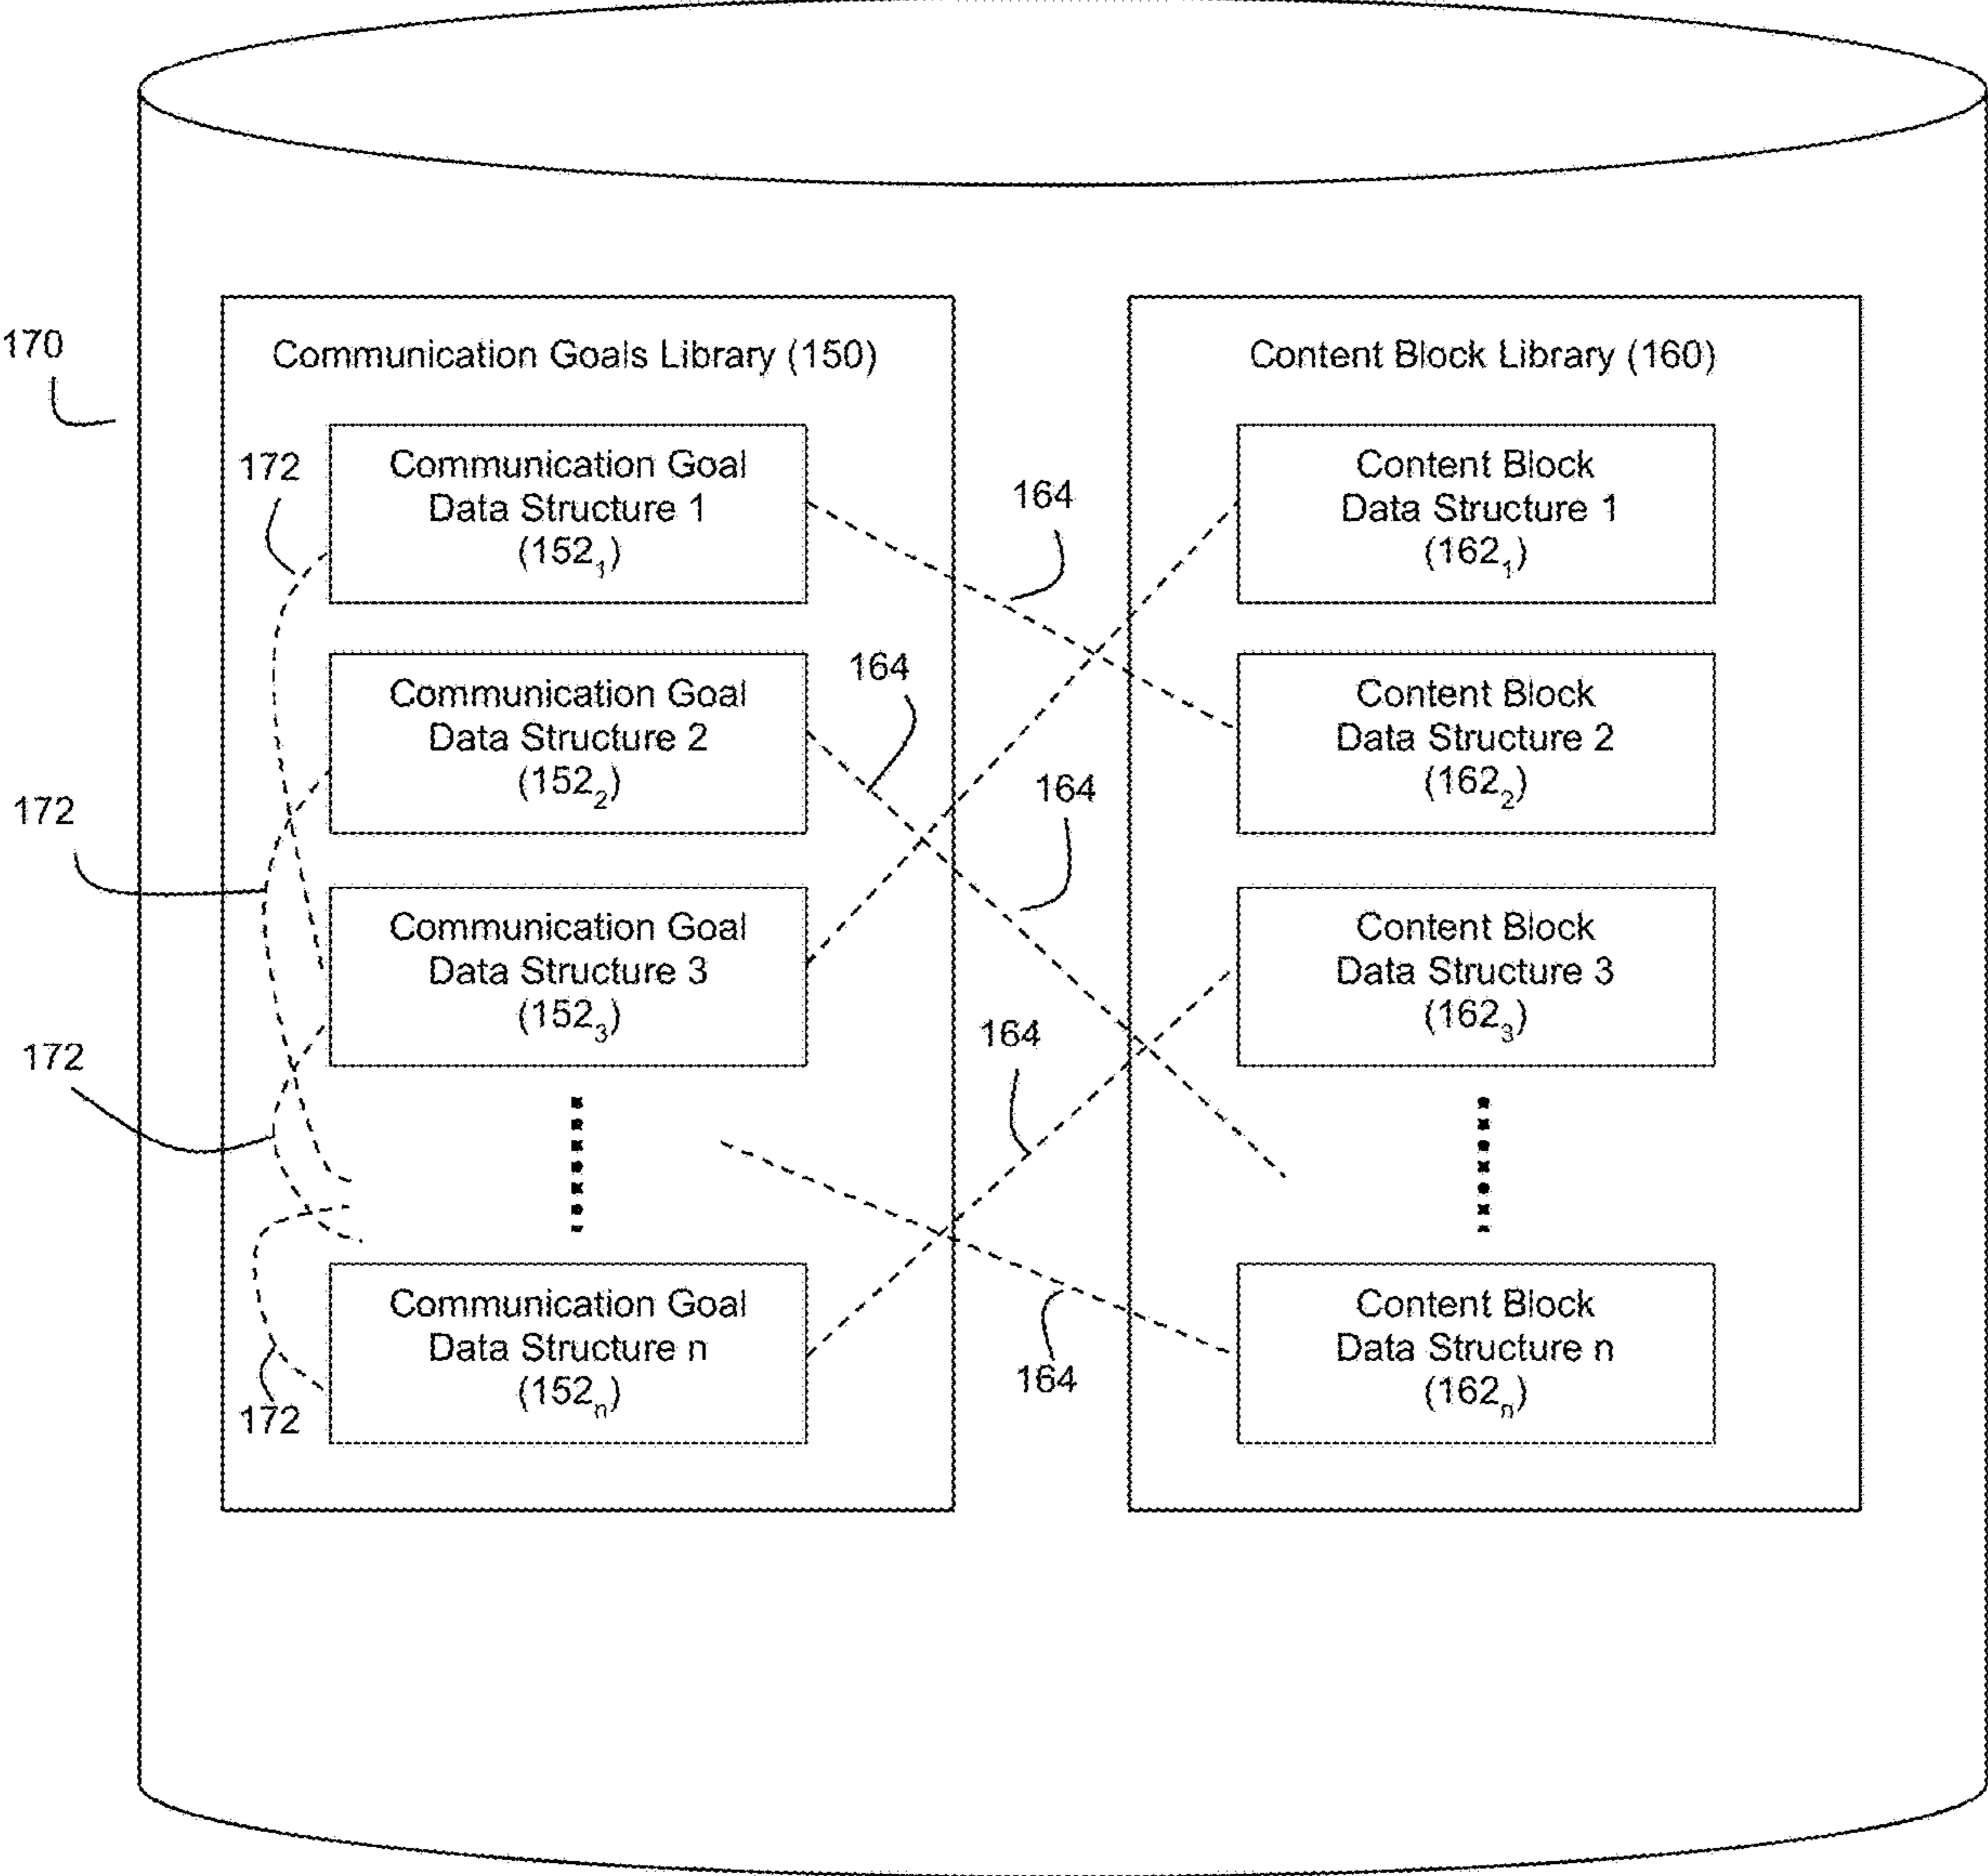 170
Communication Goals Library (150)
172
Communication Goal
Data Structure 1
(152₁)
Communication Goal
Data Structure 2
(152₂)
172
Communication Goal
Data Structure 3
(152₃)
172
Communication Goal
Data Structure n
(152ₙ)
172
164
164
164
164
164
Content Block Library (160)
Content Block
Data Structure 1
(162₁)
Content Block
Data Structure 2
(162₂)
Content Block
Data Structure 3
(162₃)
Content Block
Data Structure n
(162ₙ)